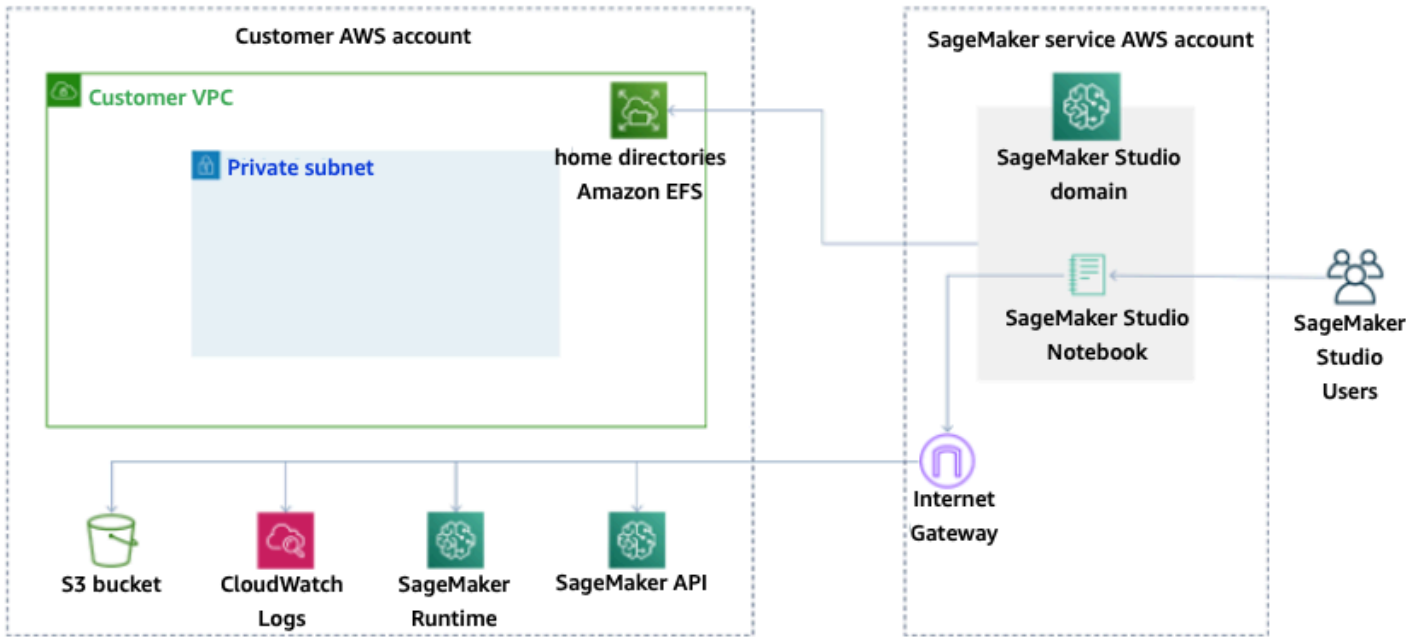 Customer AWS account
Customer VPC
Private subnet
home directories
Amazon EFS
S3 bucket
CloudWatch
Logs
SageMaker
Runtime
SageMaker API
SageMaker service AWS account
SageMaker Studio
domain
SageMaker Studio
Notebook
Internet
Gateway
SageMaker
Studio
Users